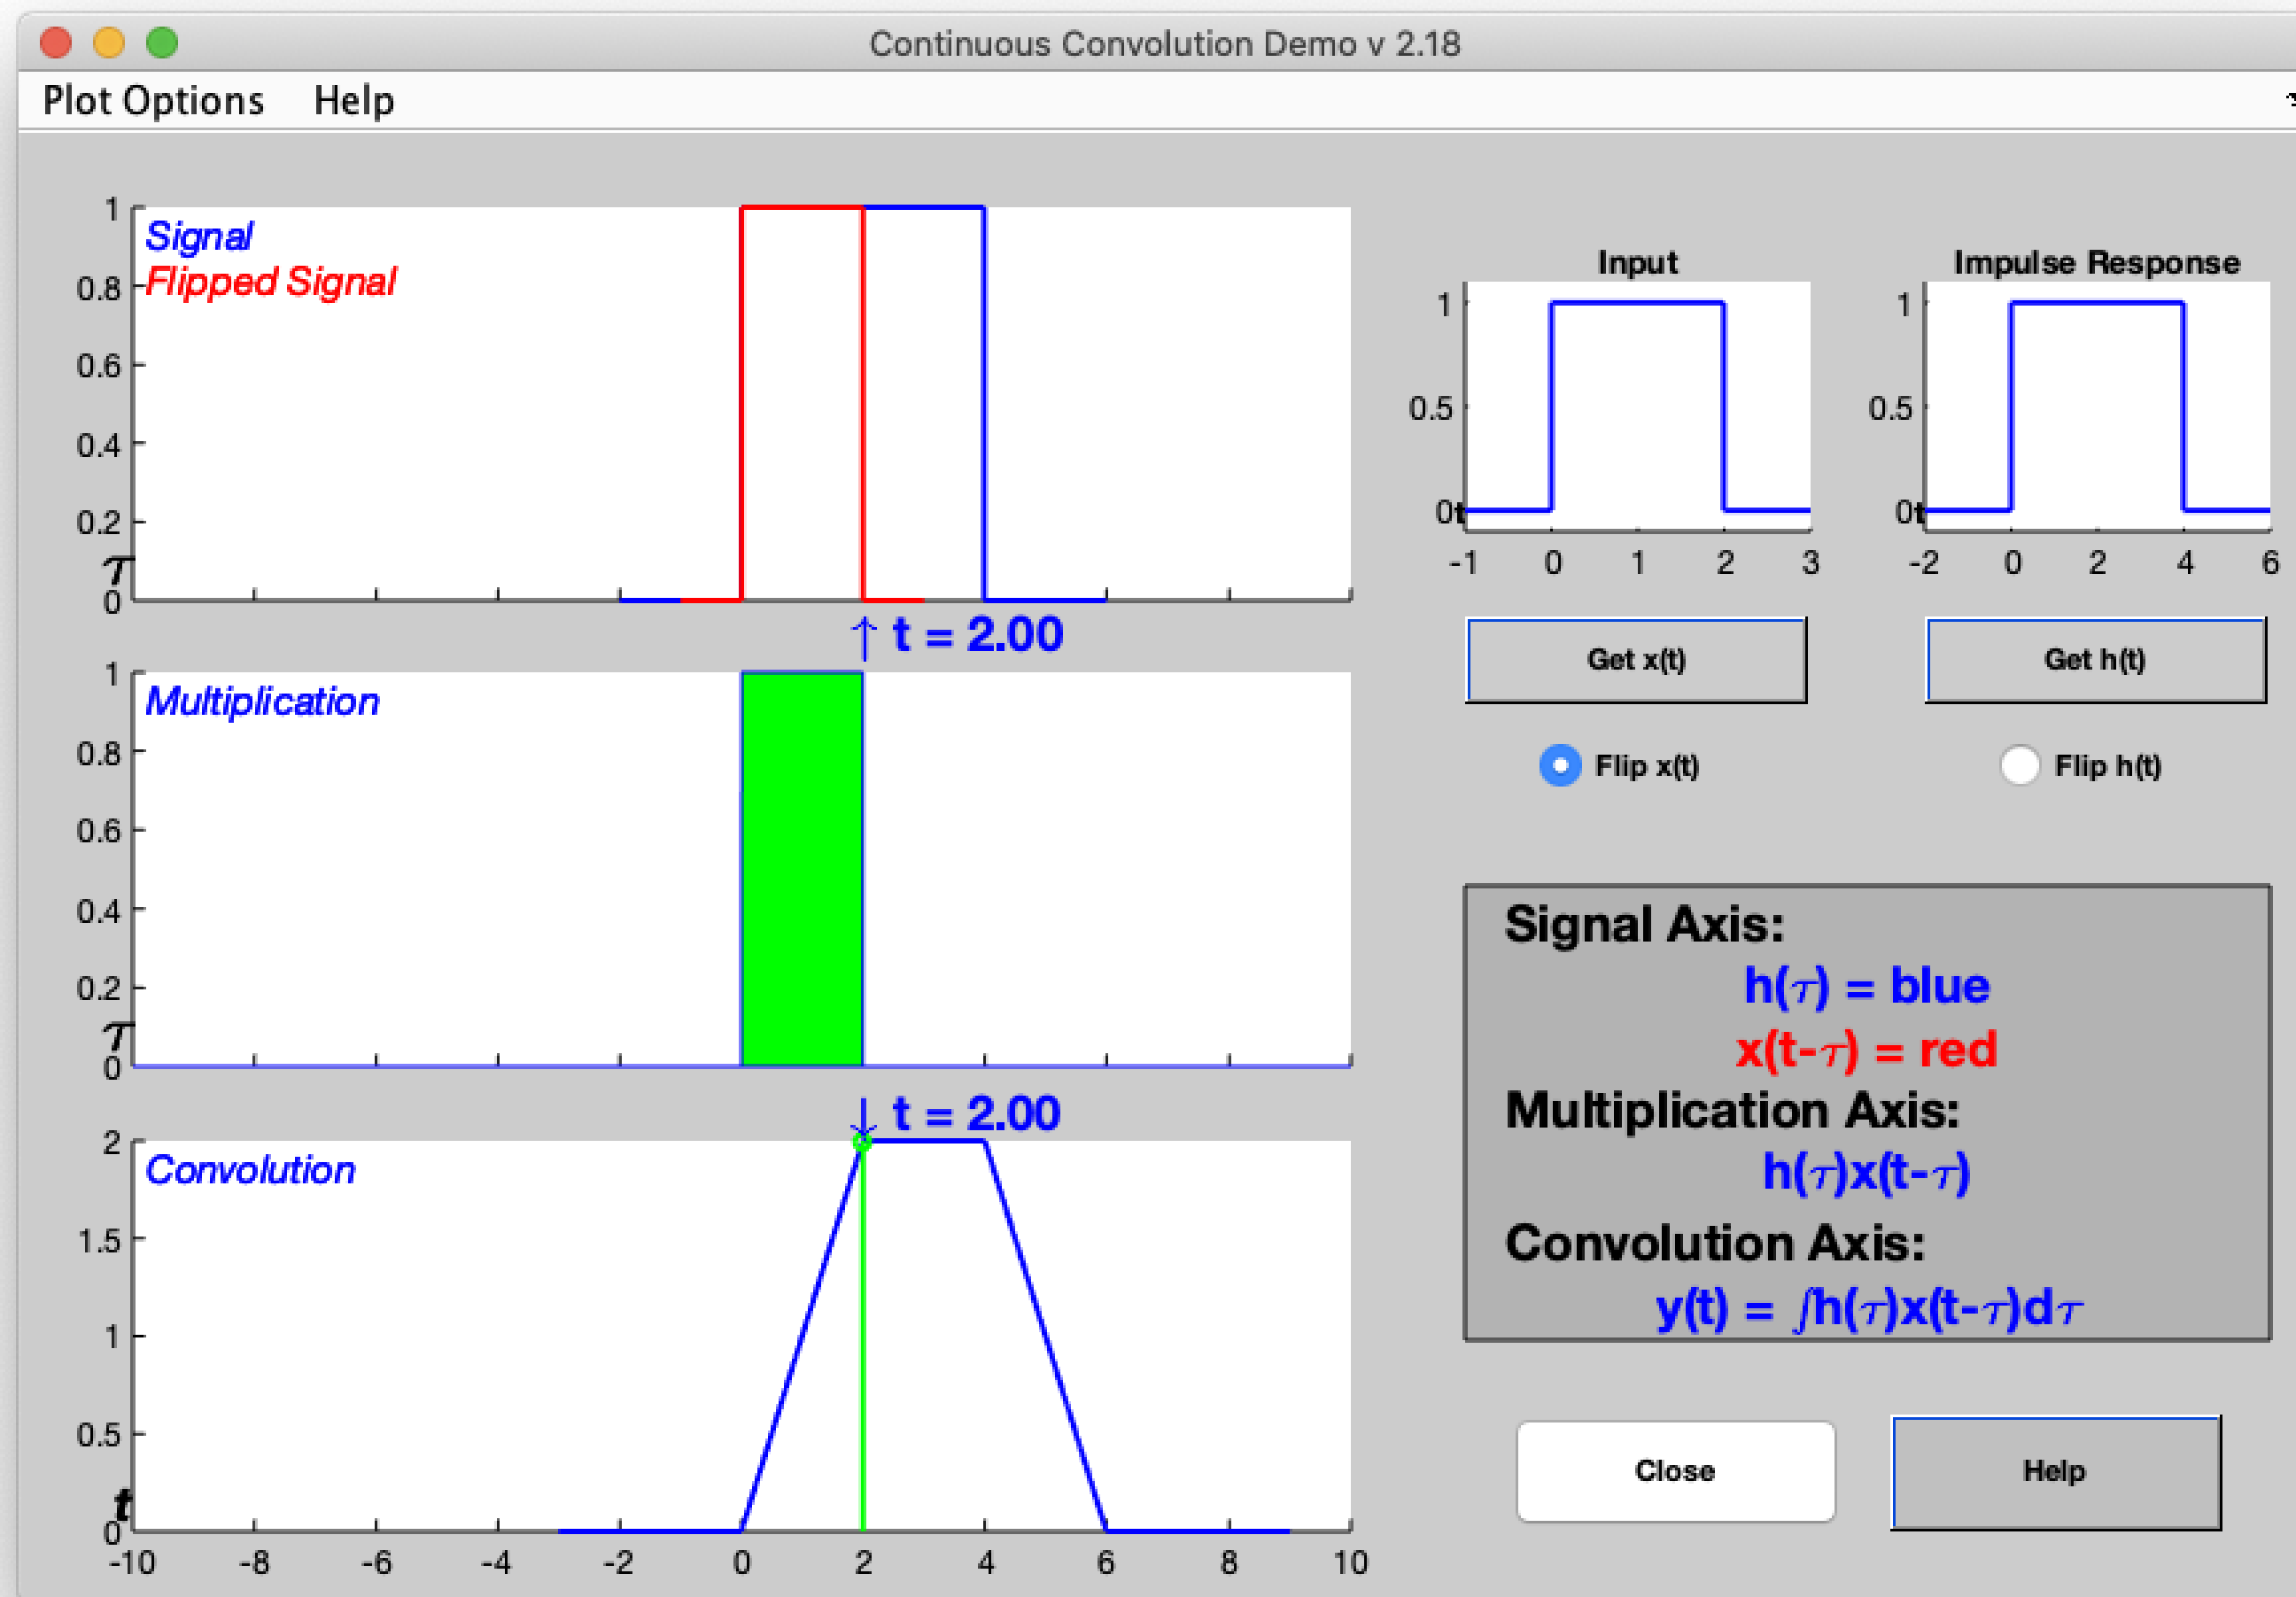 Continuous Convolution Demo v 2.18
Plot Options Help
Signal
Flipped Signal
1
0.8
0.6
0.4
0.2
τ
0
↑ t = 2.00
Multiplication
1
0.8
0.6
0.4
0.2
τ
0
↓ t = 2.00
Convolution
2
1.5
1
0.5
t
0
-10 -8 -6 -4 -2 0 2 4 6 8 10
Input
1
0.5
0t
-1 0 1 2 3
Impulse Response
1
0.5
0t
-2 0 2 4 6
Get x(t) Get h(t)
Flip x(t) Flip h(t)
Signal Axis:
h(τ) = blue
x(t-τ) = red
Multiplication Axis:
h(τ)x(t-τ)
Convolution Axis:
y(t) = ∫h(τ)x(t-τ)dτ
Close Help